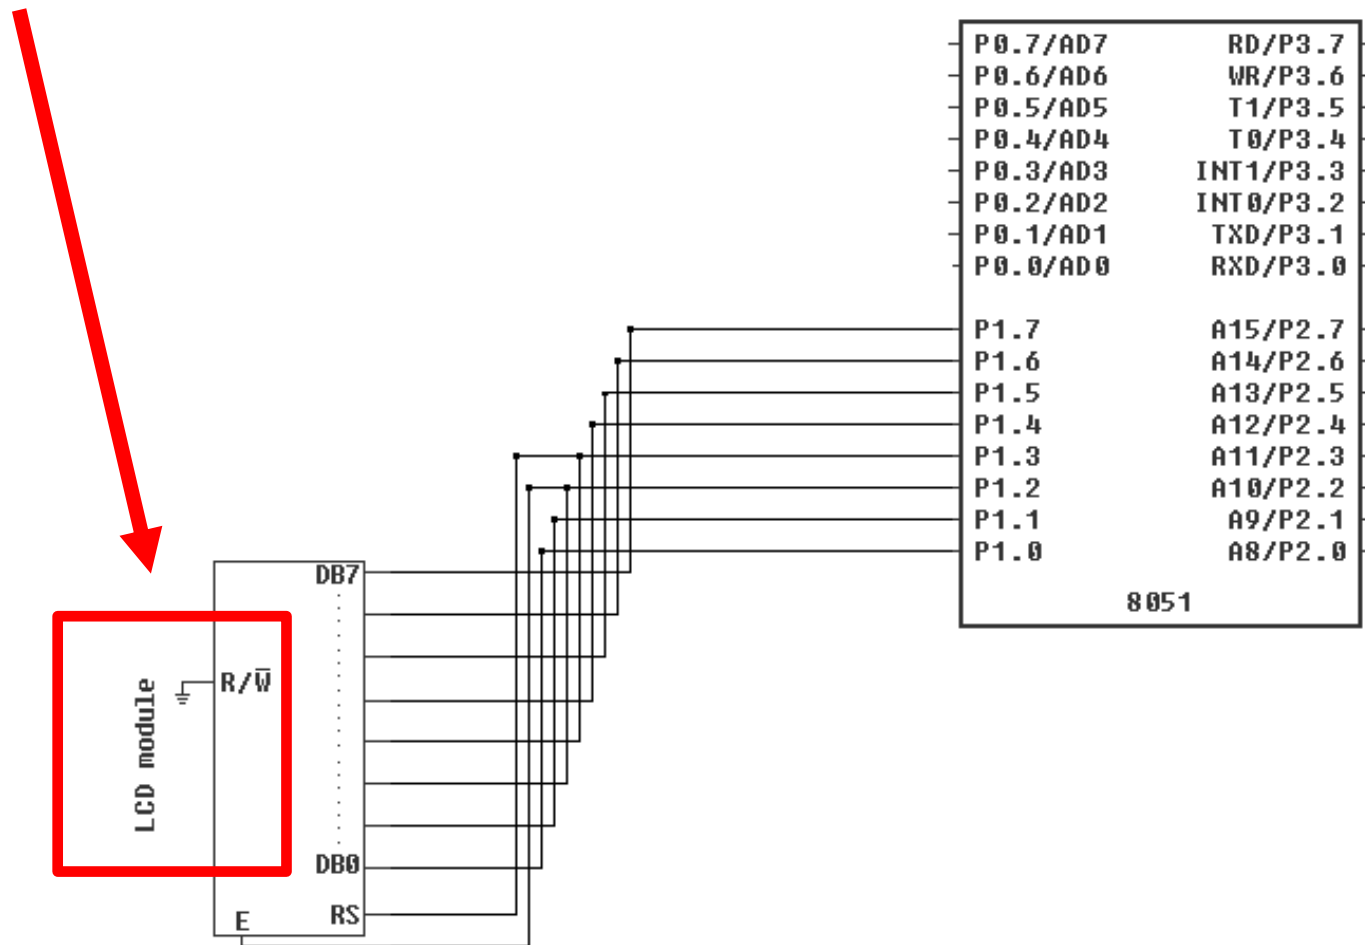 P0.7/AD7 RD/P3.7
P0.6/AD6 WR/P3.6
P0.5/AD5 T1/P3.5
P0.4/AD4 T0/P3.4
P0.3/AD3 INT1/P3.3
P0.2/AD2 INT0/P3.2
P0.1/AD1 TXD/P3.1
P0.0/AD0 RXD/P3.0
P1.7 A15/P2.7
P1.6 A14/P2.6
P1.5 A13/P2.5
P1.4 A12/P2.4
P1.3 A11/P2.3
P1.2 A10/P2.2
P1.1 A9/P2.1
P1.0 A8/P2.0
8051
DB7
R/W̅
LCD module
DB0
RS
E